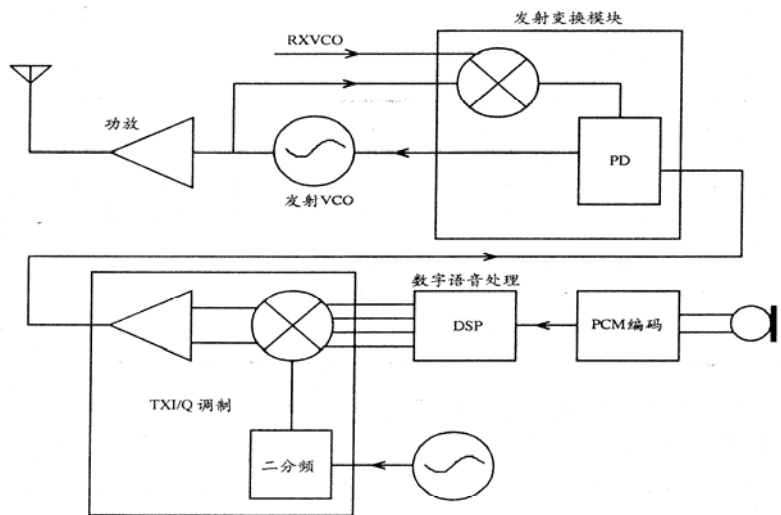 发射变换模块
RXVCO
功放
PD
发射VCO
数字语音处理
DSP
PCM编码
TXI/Q 调制
二分频